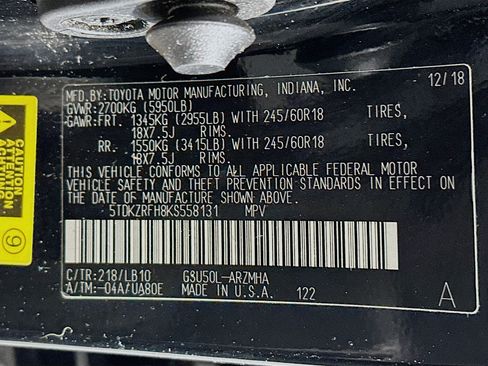 MFD.BY:TOYOTA MOTOR MANUFACTURING, INDIANA, INC. 12/18
GVWR:2700KG (5950LB)
GAWR:FRT. 1345KG (2955LB) WITH 245/60R18 TIRES,
18X7.5J RIMS.
RR. 1550KG (3415LB) WITH 245/60R18 TIRES,
18X7.5J RIMS.
THIS VEHICLE CONFORMS TO ALL APPLICABLE FEDERAL MOTOR
VEHICLE SAFETY AND THEFT PREVENTION STANDARDS IN EFFECT ON
THE DATE OF MANUFACTURE SHOWN ABOVE.
5TDKZRFH8KS558131 MPV
C/TR:218/LB10 GSU50L-ARZMHA
A/TM:-04A/UA80E MADE IN U.S.A. 122 A
CAUTION
ATTENTION
9